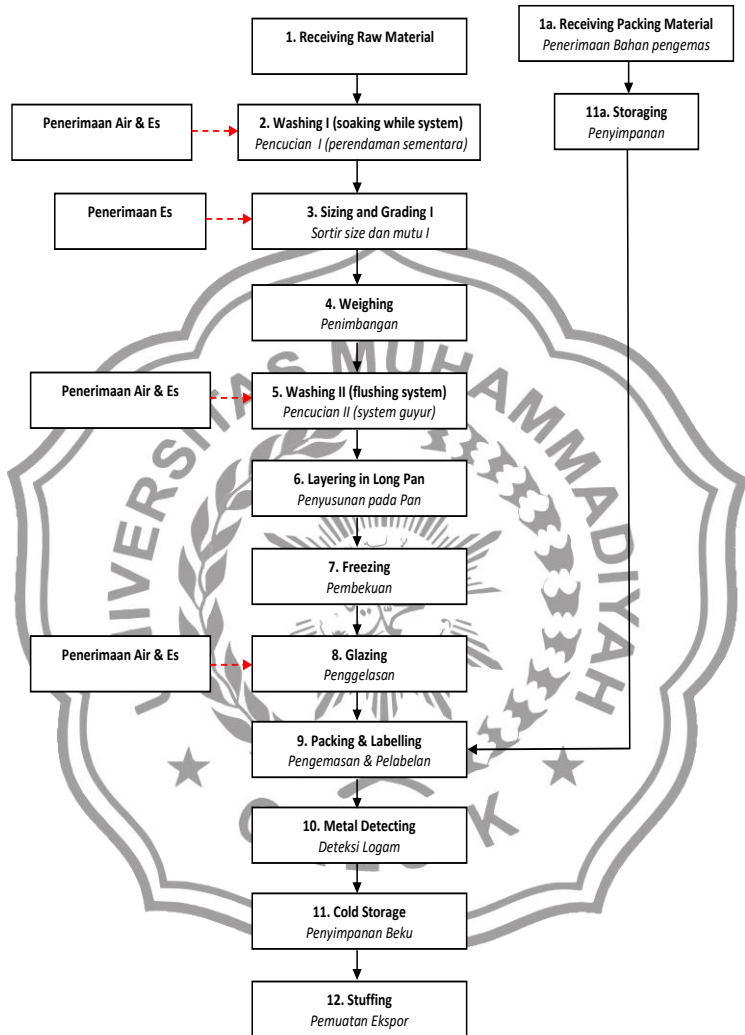 1. Receiving Raw Material
1a. Receiving Packing Material
Penerimaan Bahan pengemas
Penerimaan Air & Es
2. Washing I (soaking while system)
Pencucian I (perendaman sementara)
11a. Storaging
Penyimpanan
Penerimaan Es
3. Sizing and Grading I
Sortir size dan mutu I
4. Weighing
Penimbangan
Penerimaan Air & Es
5. Washing II (flushing system)
Pencucian II (system guyur)
6. Layering in Long Pan
Penyusunan pada Pan
7. Freezing
Pembekuan
Penerimaan Air & Es
8. Glazing
Penggelasan
9. Packing & Labelling
Pengemasan & Pelabelan
10. Metal Detecting
Deteksi Logam
11. Cold Storage
Penyimpanan Beku
12. Stuffing
Pemuatan Ekspor
UNIVERSITAS MUHAMMADIYAH